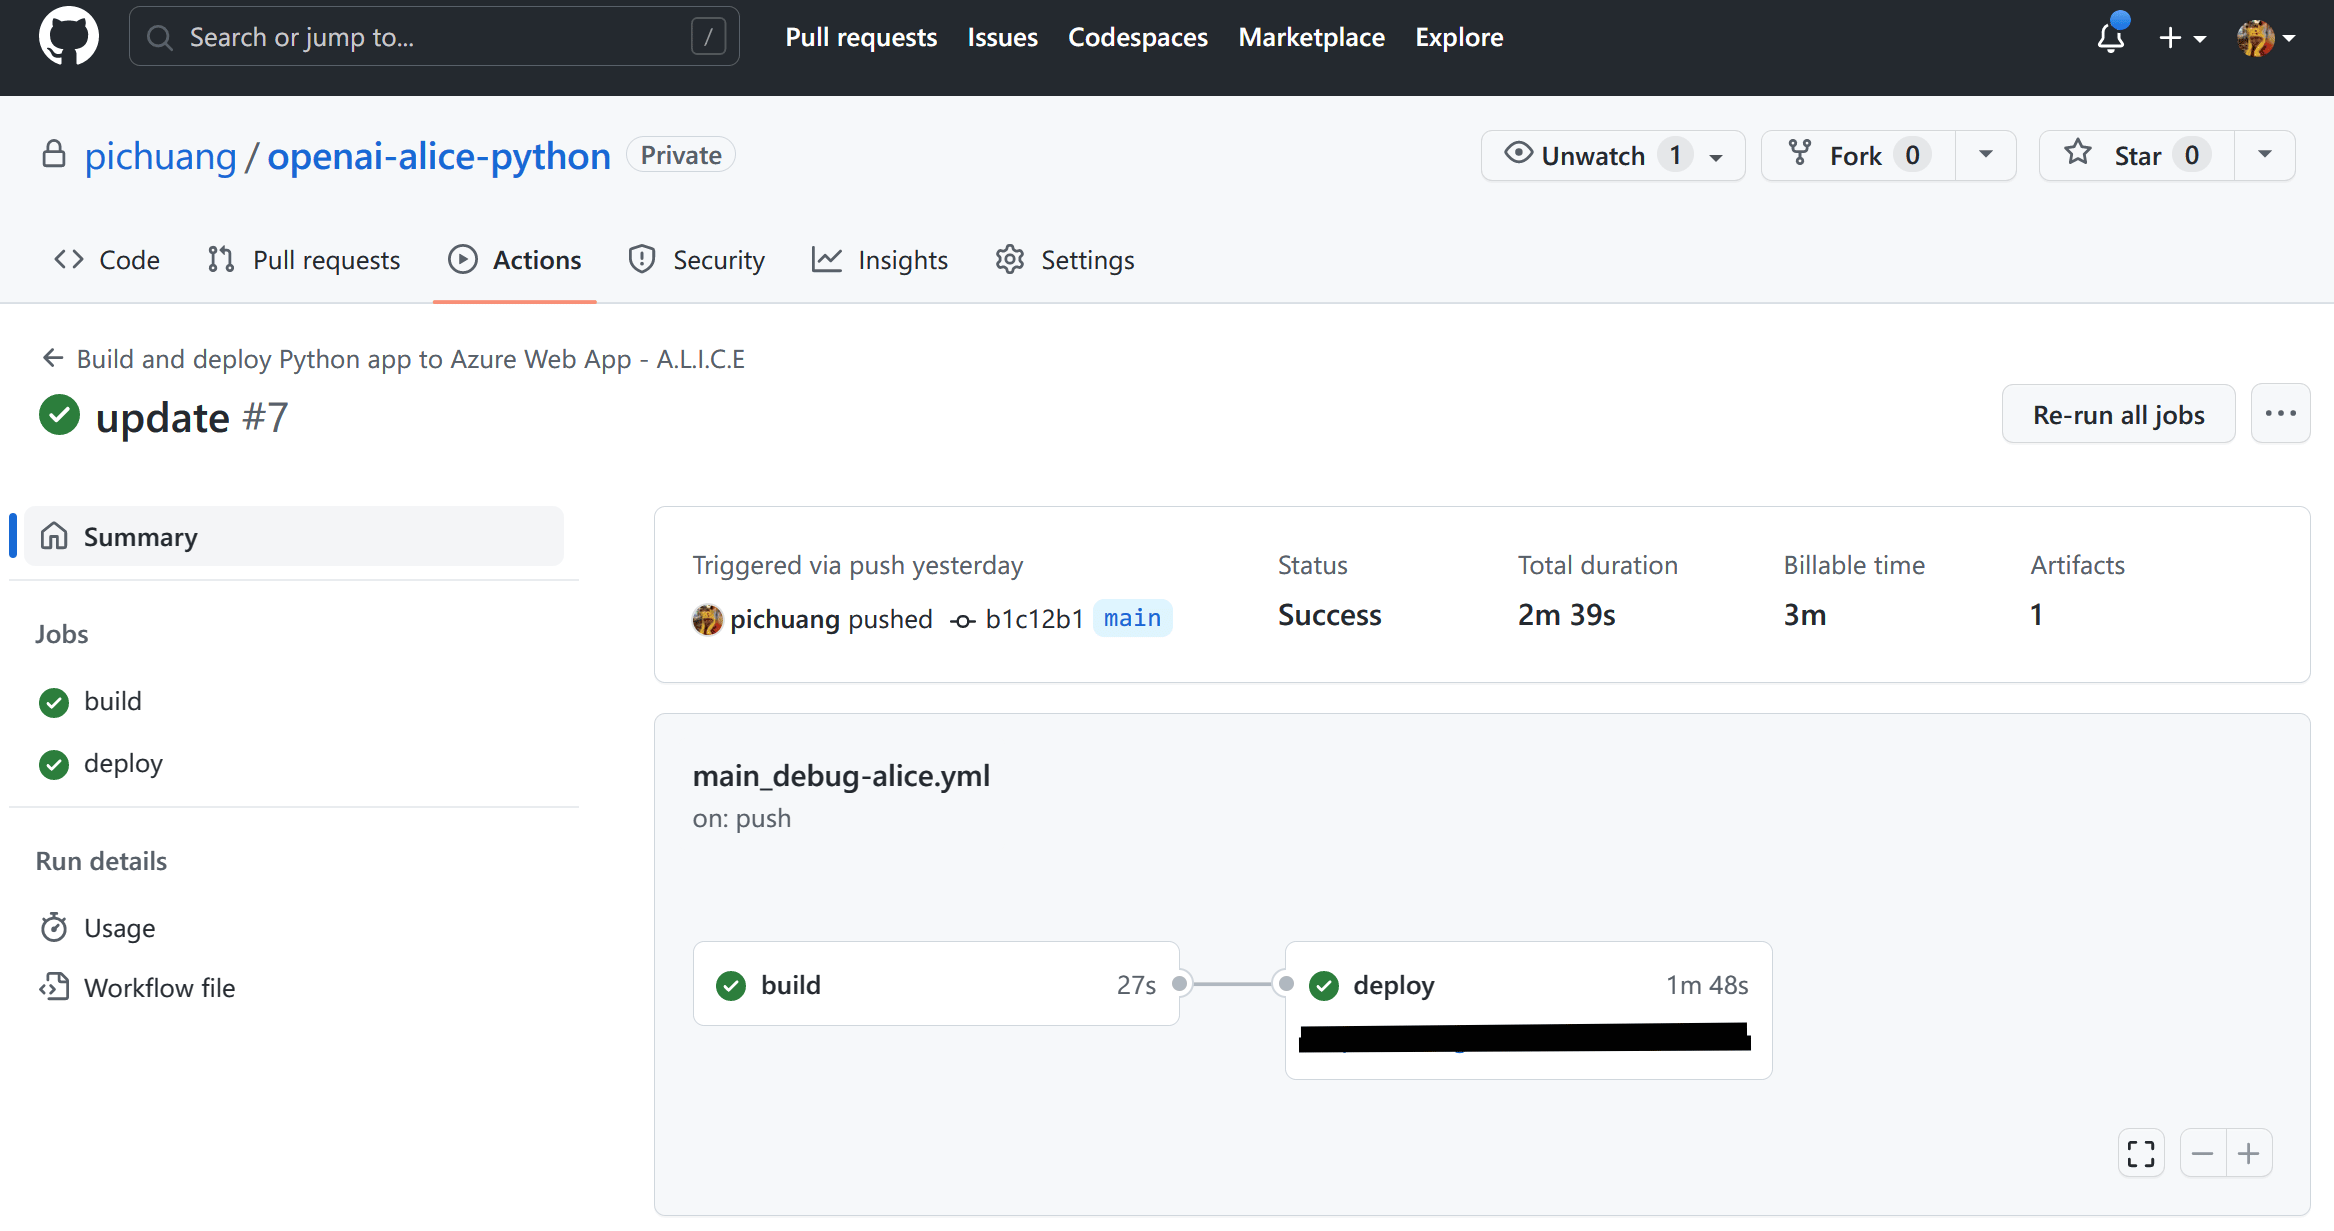 Search or jump to... / Pull requests Issues Codespaces Marketplace Explore
pichuang / openai-alice-python Private Unwatch 1 Fork 0 Star 0
Code Pull requests Actions Security Insights Settings
Build and deploy Python app to Azure Web App - A.L.I.C.E
update #7 Re-run all jobs
Summary
Jobs
build
deploy
Run details
Usage
Workflow file
Triggered via push yesterday Status Total duration Billable time Artifacts
pichuang pushed b1c12b1 main Success 2m 39s 3m 1
main_debug-alice.yml
on: push
build 27s deploy 1m 48s